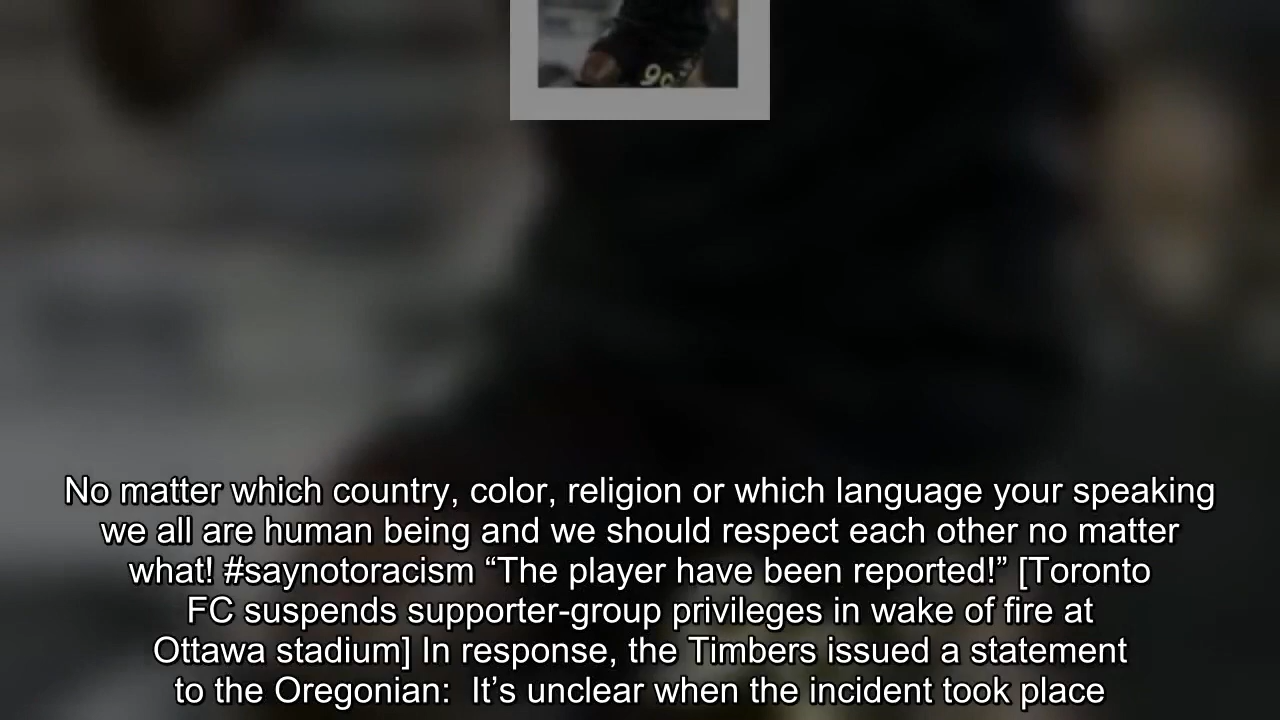 90
No matter which country, color, religion or which language your speaking
we all are human being and we should respect each other no matter
what! #saynotoracism “The player have been reported!” [Toronto
FC suspends supporter-group privileges in wake of fire at
Ottawa stadium] In response, the Timbers issued a statement
to the Oregonian:  It’s unclear when the incident took place